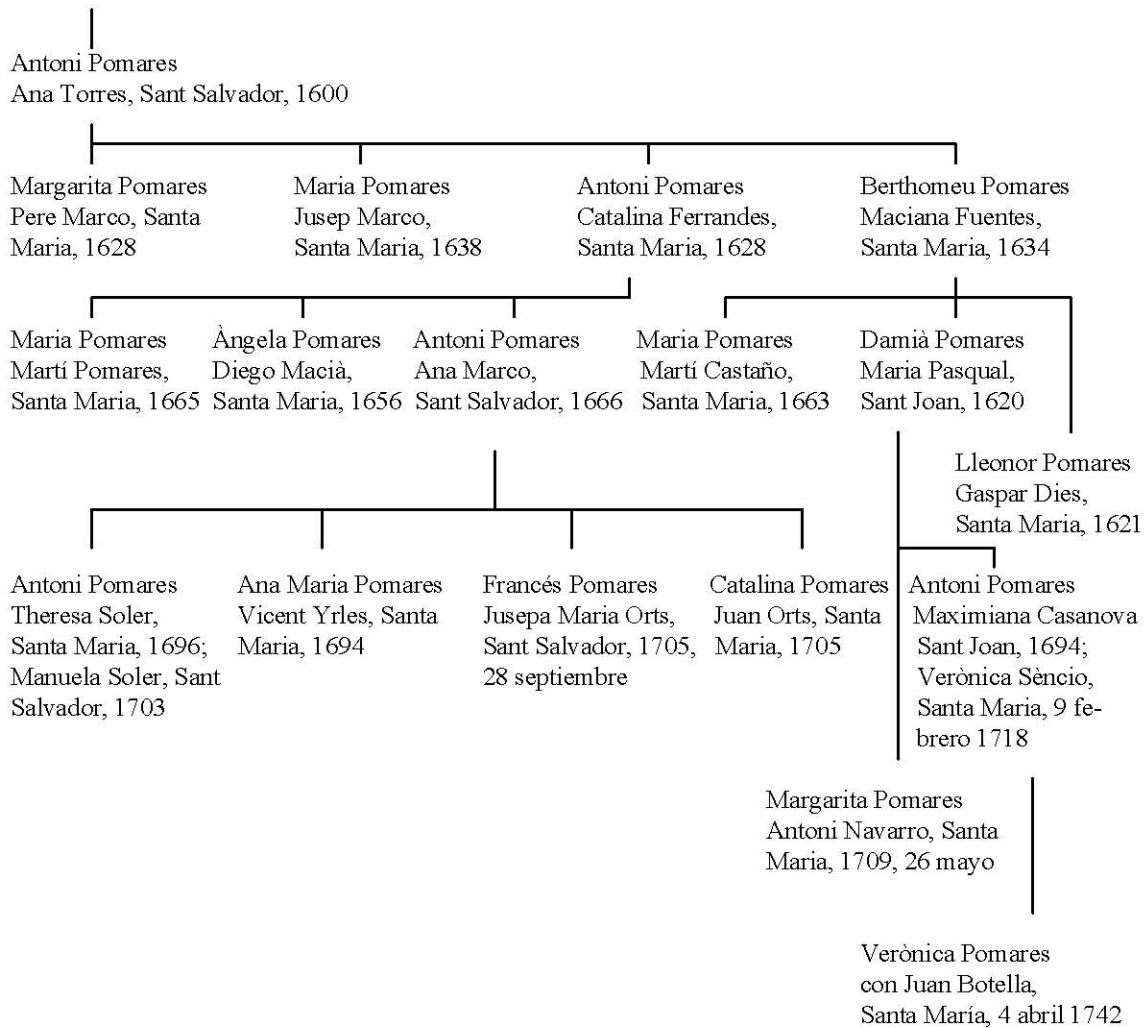 Antoni Pomares
Ana Torres, Sant Salvador, 1600
Margarita Pomares
Pere Marco, Santa
Maria, 1628
Maria Pomares
Jusep Marco,
Santa Maria, 1638
Antoni Pomares
Catalina Ferrandes,
Santa Maria, 1628
Berthomeu Pomares
Maciana Fuentes,
Santa Maria, 1634
Maria Pomares
Martí Pomares,
Santa Maria, 1665
Àngela Pomares
Diego Macià,
Santa Maria, 1656
Antoni Pomares
Ana Marco,
Sant Salvador, 1666
Maria Pomares
Martí Castaño,
Santa Maria, 1663
Damià Pomares
Maria Pasqual,
Sant Joan, 1620
Lleonor Pomares
Gaspar Dies,
Santa Maria, 1621
Antoni Pomares
Theresa Soler,
Santa Maria, 1696;
Manuela Soler, Sant
Salvador, 1703
Ana Maria Pomares
Vicent Yrles, Santa
Maria, 1694
Francés Pomares
Jusepa Maria Orts,
Sant Salvador, 1705,
28 septiembre
Catalina Pomares
Juan Orts, Santa
Maria, 1705
Antoni Pomares
Maximiana Casanova
Sant Joan, 1694;
Verònica Sèncio,
Santa Maria, 9 fe-
brero 1718
Margarita Pomares
Antoni Navarro, Santa
Maria, 1709, 26 mayo
Verònica Pomares
con Juan Botella,
Santa María, 4 abril 1742